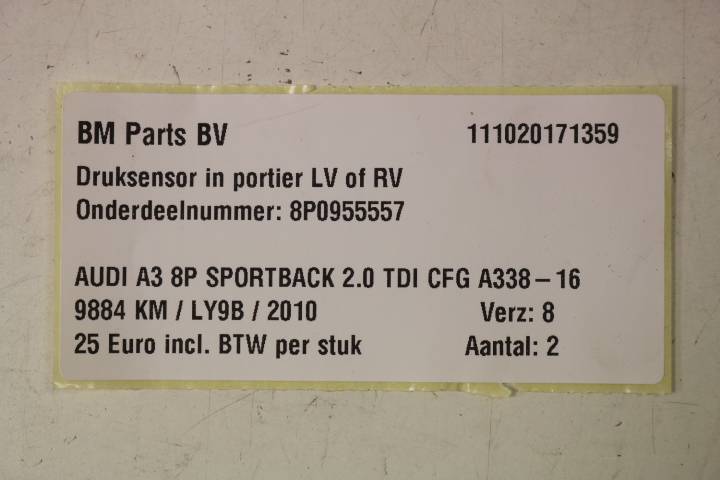 BM Parts BV 111020171359
Druksensor in portier LV of RV
Onderdeelnummer: 8P0955557
AUDI A3 8P SPORTBACK 2.0 TDI CFG A338 – 16
9884 KM / LY9B / 2010 Verz: 8
25 Euro incl. BTW per stuk Aantal: 2